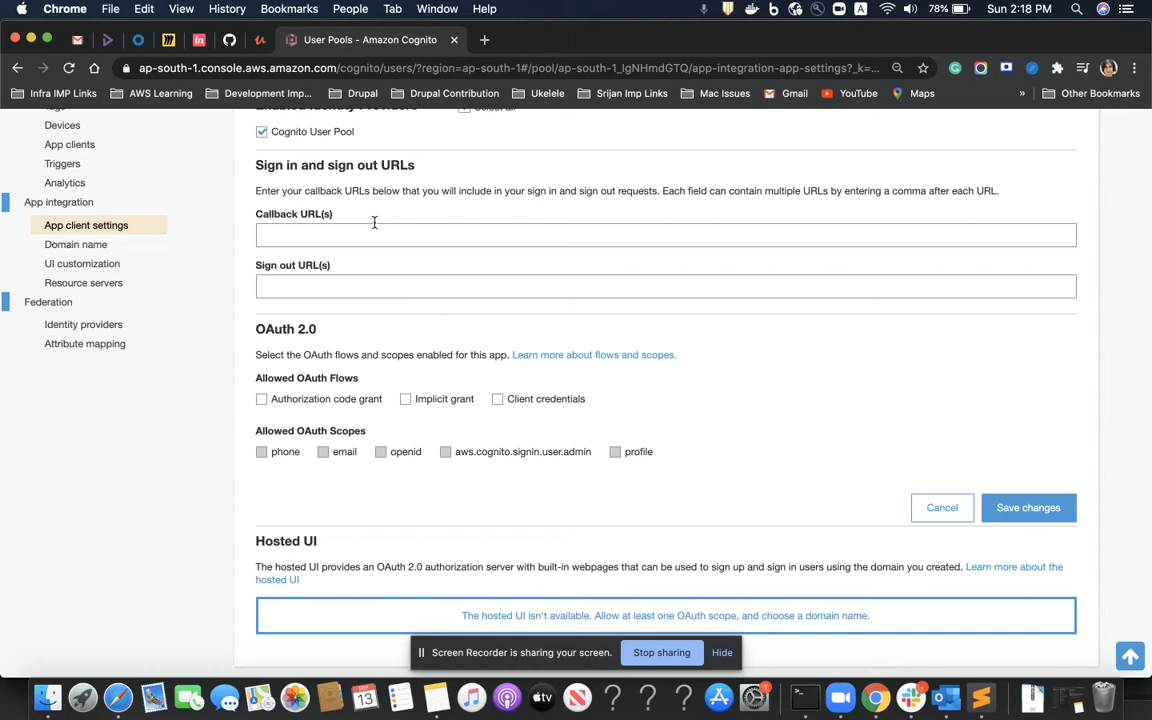 Chrome File Edit View History Bookmarks People Tab Window Help 78% Sun 2:18 PM
User Pools - Amazon Cognito
ap-south-1.console.aws.amazon.com/cognito/users/?region=ap-south-1#/pool/ap-south-1_IgNHmdGTQ/app-integration-app-settings?_k=...
Infra IMP Links AWS Learning Development Imp... Drupal Drupal Contribution Ukelele Srijan Imp Links Mac Issues Gmail YouTube Maps » Other Bookmarks
Tags
Devices
App clients
Triggers
Analytics
App integration
App client settings
Domain name
UI customization
Resource servers
Federation
Identity providers
Attribute mapping
Enabled Identity Providers Select all
Cognito User Pool
Sign in and sign out URLs
Enter your callback URLs below that you will include in your sign in and sign out requests. Each field can contain multiple URLs by entering a comma after each URL.
Callback URL(s)
Sign out URL(s)
OAuth 2.0
Select the OAuth flows and scopes enabled for this app. Learn more about flows and scopes.
Allowed OAuth Flows
Authorization code grant Implicit grant Client credentials
Allowed OAuth Scopes
phone email openid aws.cognito.signin.user.admin profile
Cancel Save changes
Hosted UI
The hosted UI provides an OAuth 2.0 authorization server with built-in webpages that can be used to sign up and sign in users using the domain you created. Learn more about the
hosted UI
The hosted UI isn't available. Allow at least one OAuth scope, and choose a domain name.
Screen Recorder is sharing your screen. Stop sharing Hide